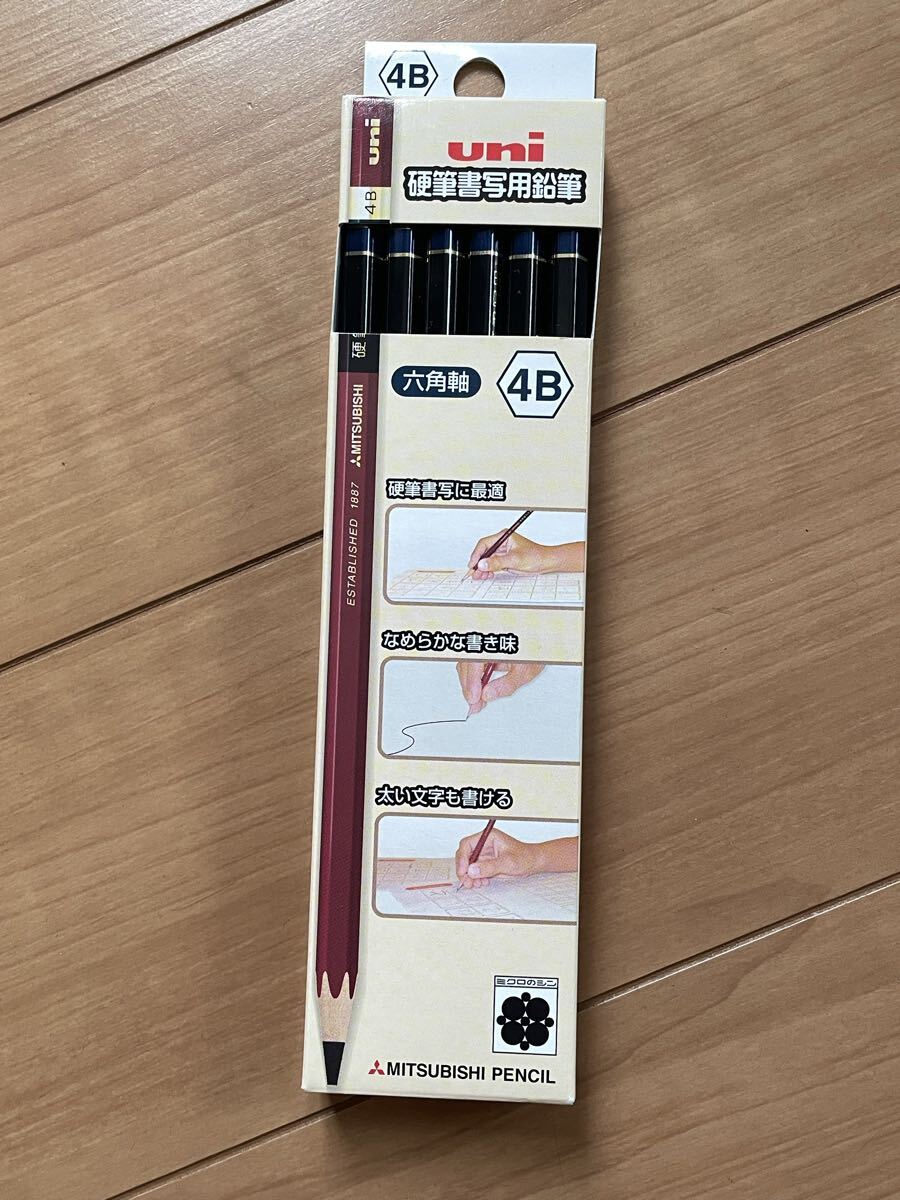 4B
uni
4B
uni
硬筆書写用鉛筆
硬
MITSUBISHI
ESTABLISHED 1887
六角軸
4B
硬筆書写に最適
なめらかな書き味
太い文字も書ける
ミクロのシン
MITSUBISHI PENCIL